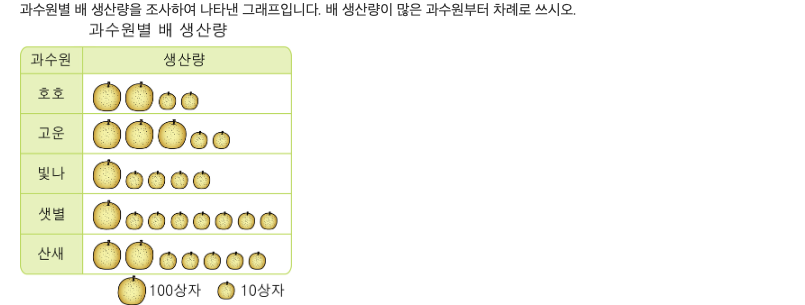 과수원별 배 생산량을 조사하여 나타낸 그래프입니다. 배 생산량이 많은 과수원부터 차례로 쓰시오.
과수원별 배 생산량
과수원 생산량
호호
고운
빛나
샛별
산새
100상자 10상자